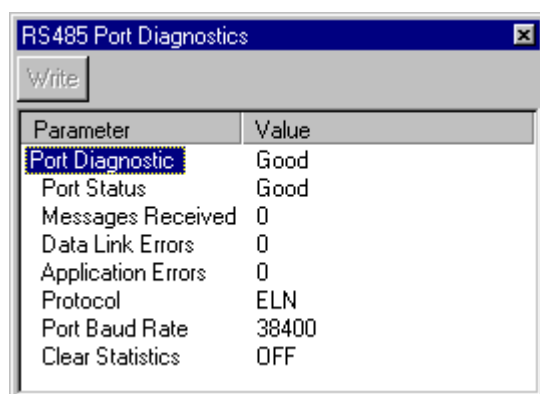 RS485 Port Diagnostics
Write
Parameter Value
Port Diagnostic Good
Port Status Good
Messages Received 0
Data Link Errors 0
Application Errors 0
Protocol ELN
Port Baud Rate 38400
Clear Statistics OFF